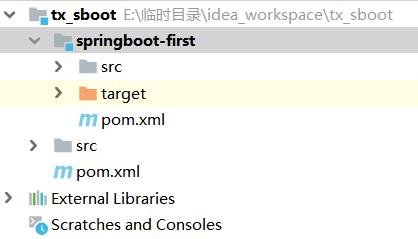 tx_sboot E:\临时目录\idea_workspace\tx_sboot
springboot-first
src
target
pom.xml
src
pom.xml
External Libraries
Scratches and Consoles